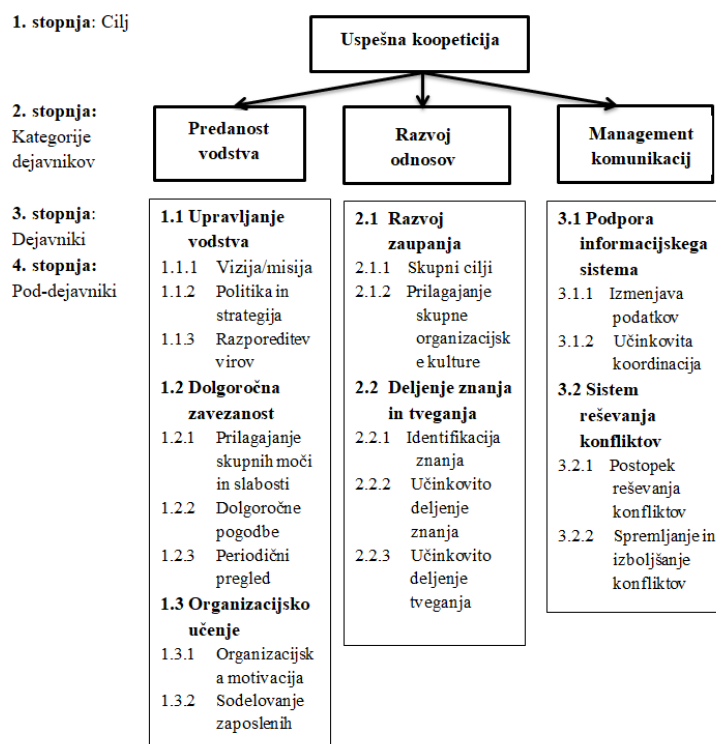 1. stopnja: Cilj
Uspešna koopeticija
2. stopnja:
Kategorije
dejavnikov
Predanost
vodstva
Razvoj
odnosov
Management
komunikacij
3. stopnja:
Dejavniki
4. stopnja:
Pod-dejavniki
1.1 Upravljanje
vodstva
1.1.1 Vizija/misija
1.1.2 Politika in
strategija
1.1.3 Razporeditev
virov
1.2 Dolgoročna
zavezanost
1.2.1 Prilagajanje
skupnih moči
in slabosti
1.2.2 Dolgoročne
pogodbe
1.2.3 Periodični
pregled
1.3 Organizacijsko
učenje
1.3.1 Organizacijsk
a motivacija
1.3.2 Sodelovanje
zaposlenih
2.1 Razvoj
zaupanja
2.1.1 Skupni cilji
2.1.2 Prilagajanje
skupne
organizacijsk
e kulture
2.2 Deljenje znanja
in tveganja
2.2.1 Identifikacija
znanja
2.2.2 Učinkovito
deljenje
znanja
2.2.3 Učinkovito
deljenje
tveganja
3.1 Podpora
informacijskega
sistema
3.1.1 Izmenjava
podatkov
3.1.2 Učinkovita
koordinacija
3.2 Sistem
reševanja
konfliktov
3.2.1 Postopek
reševanja
konfliktov
3.2.2 Spremljanje in
izboljšanje
konfliktov